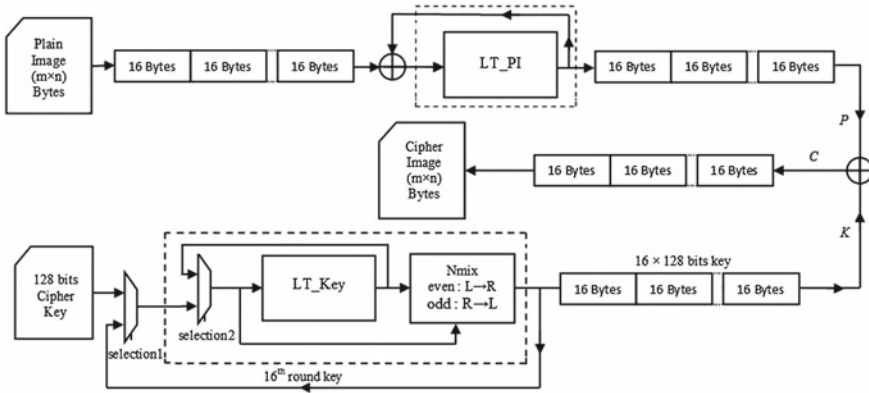 Plain
Image
(m×n)
Bytes
16 Bytes 16 Bytes 16 Bytes
LT_PI
16 Bytes 16 Bytes 16 Bytes
P
Cipher
Image
(m×n)
Bytes
16 Bytes 16 Bytes 16 Bytes
C
K
128 bits
Cipher
Key
selection1
selection2
LT_Key
Nmix
even : L→R
odd : R→L
16 × 128 bits key
16 Bytes 16 Bytes 16 Bytes
16th round key